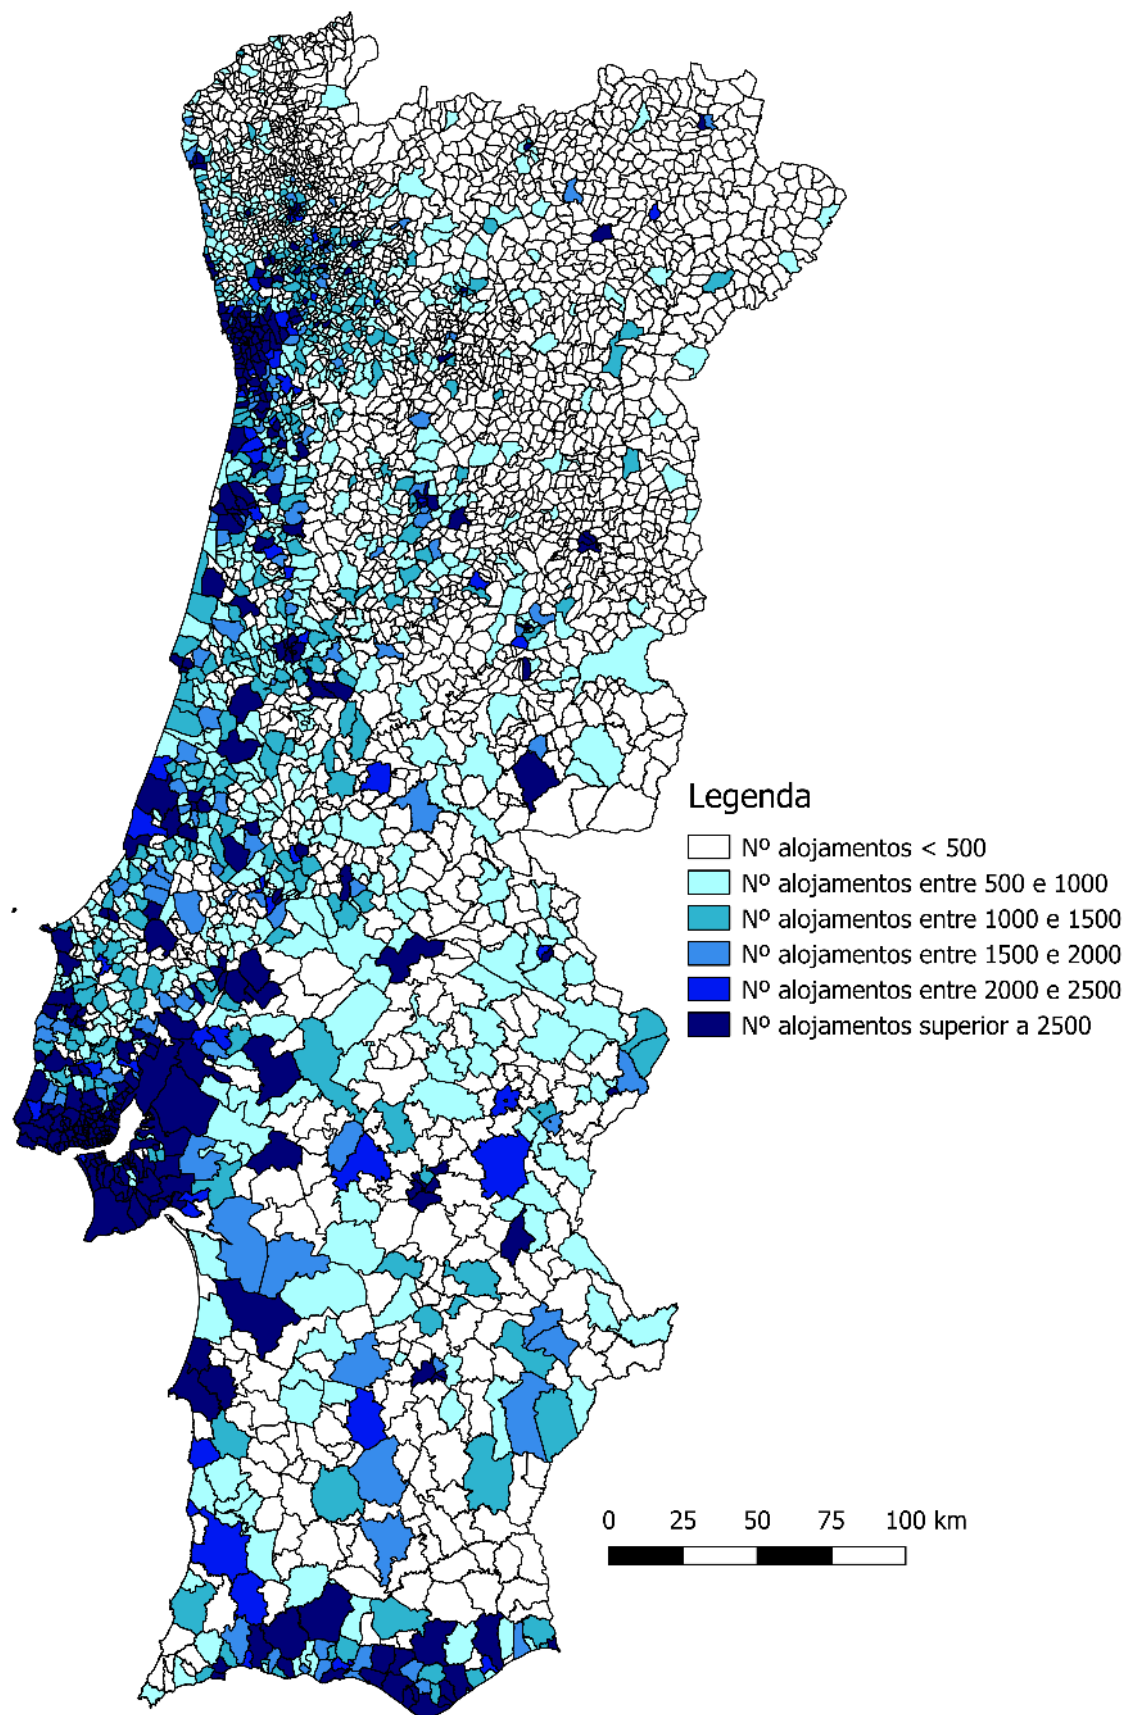 Legenda
Nº alojamentos < 500
Nº alojamentos entre 500 e 1000
Nº alojamentos entre 1000 e 1500
Nº alojamentos entre 1500 e 2000
Nº alojamentos entre 2000 e 2500
Nº alojamentos superior a 2500
0 25 50 75 100 km